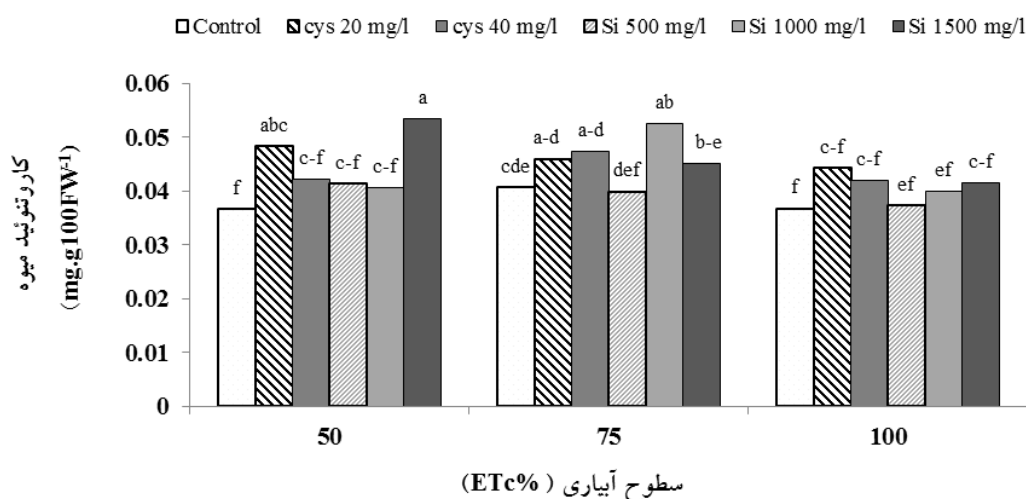 Control cys 20 mg/l cys 40 mg/l Si 500 mg/l Si 1000 mg/l Si 1500 mg/l
0.06
0.05
0.04
0.03
0.02
0.01
0
کاروتنوئید میوه
(mg.g100FW-1)
f abc c-f c-f c-f a
cde a-d a-d def ab b-e
f c-f c-f ef ef c-f
50 75 100
سطوح آبیاری ( ETc%)